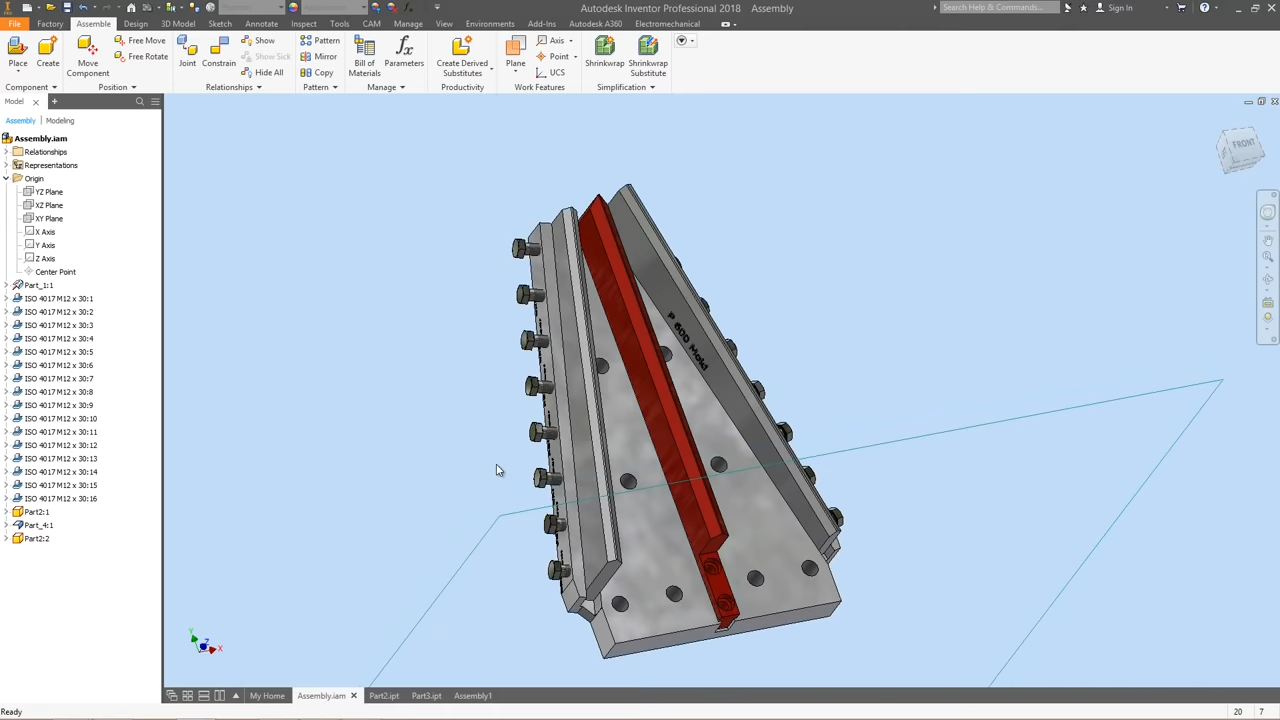 Autodesk Inventor Professional 2018   Assembly
Search Help & Commands...
Sign In
File Factory Assemble Design 3D Model Sketch Annotate Inspect Tools CAM Manage View Environments Add-Ins Autodesk A360 Electromechanical
Place
Create
Free Move
Free Rotate
Move Component
Joint
Constrain
Show
Show Sick
Hide All
Pattern
Mirror
Copy
Bill of Materials
Parameters
Create Derived Substitutes
Plane
Axis
Point
UCS
Shrinkwrap
Shrinkwrap Substitute
Component Position Relationships Pattern Manage Productivity Work Features Simplification
Model
Assembly | Modeling
Assembly.iam
Relationships
Representations
Origin
YZ Plane
XZ Plane
XY Plane
X Axis
Y Axis
Z Axis
Center Point
Part_1:1
ISO 4017 M12 x 30:1
ISO 4017 M12 x 30:2
ISO 4017 M12 x 30:3
ISO 4017 M12 x 30:4
ISO 4017 M12 x 30:5
ISO 4017 M12 x 30:6
ISO 4017 M12 x 30:7
ISO 4017 M12 x 30:8
ISO 4017 M12 x 30:9
ISO 4017 M12 x 30:10
ISO 4017 M12 x 30:11
ISO 4017 M12 x 30:12
ISO 4017 M12 x 30:13
ISO 4017 M12 x 30:14
ISO 4017 M12 x 30:15
ISO 4017 M12 x 30:16
Part2:1
Part_4:1
Part2:2
FRONT
P 600 Mold
Y
Z
X
My Home Assembly.iam Part2.ipt Part3.ipt Assembly1
Ready
20 7